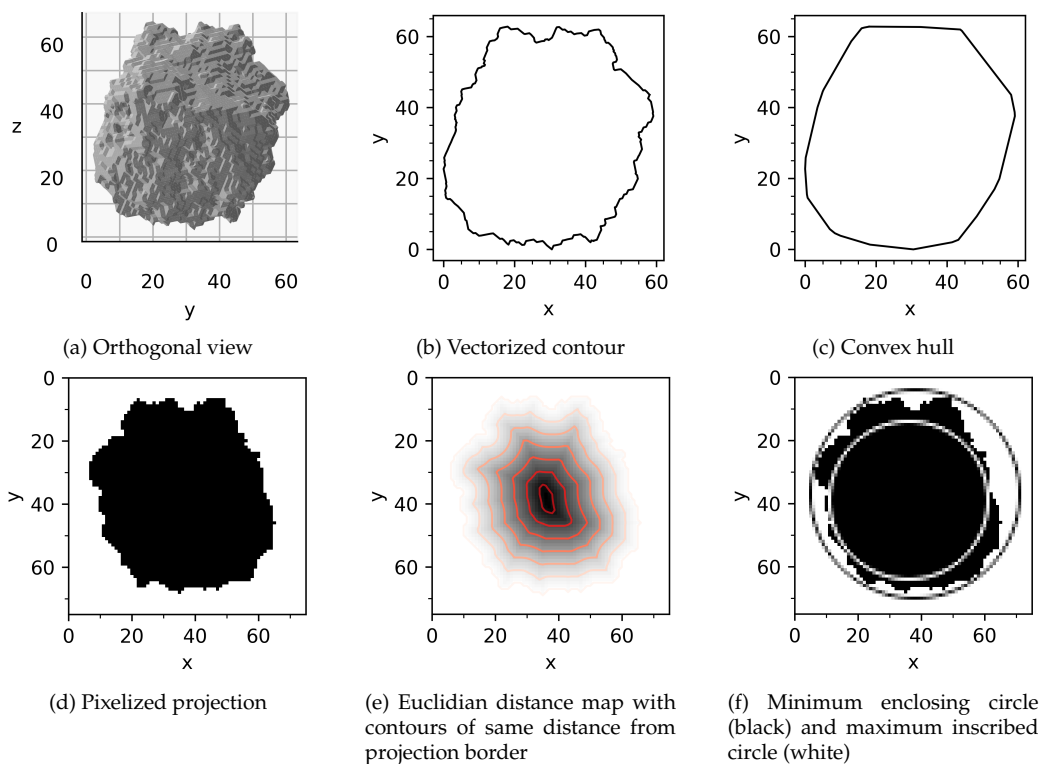 60
40
z
20
0
0 20 40 60
y
(a) Orthogonal view
60
40
y
20
0
0 20 40 60
x
(b) Vectorized contour
60
40
y
20
0
0 20 40 60
x
(c) Convex hull
0
20
y
40
60
0 20 40 60
x
(d) Pixelized projection
0
20
y
40
60
0 20 40 60
x
(e) Euclidian distance map with
contours of same distance from
projection border
0
20
y
40
60
0 20 40 60
x
(f) Minimum enclosing circle
(black) and maximum inscribed
circle (white)